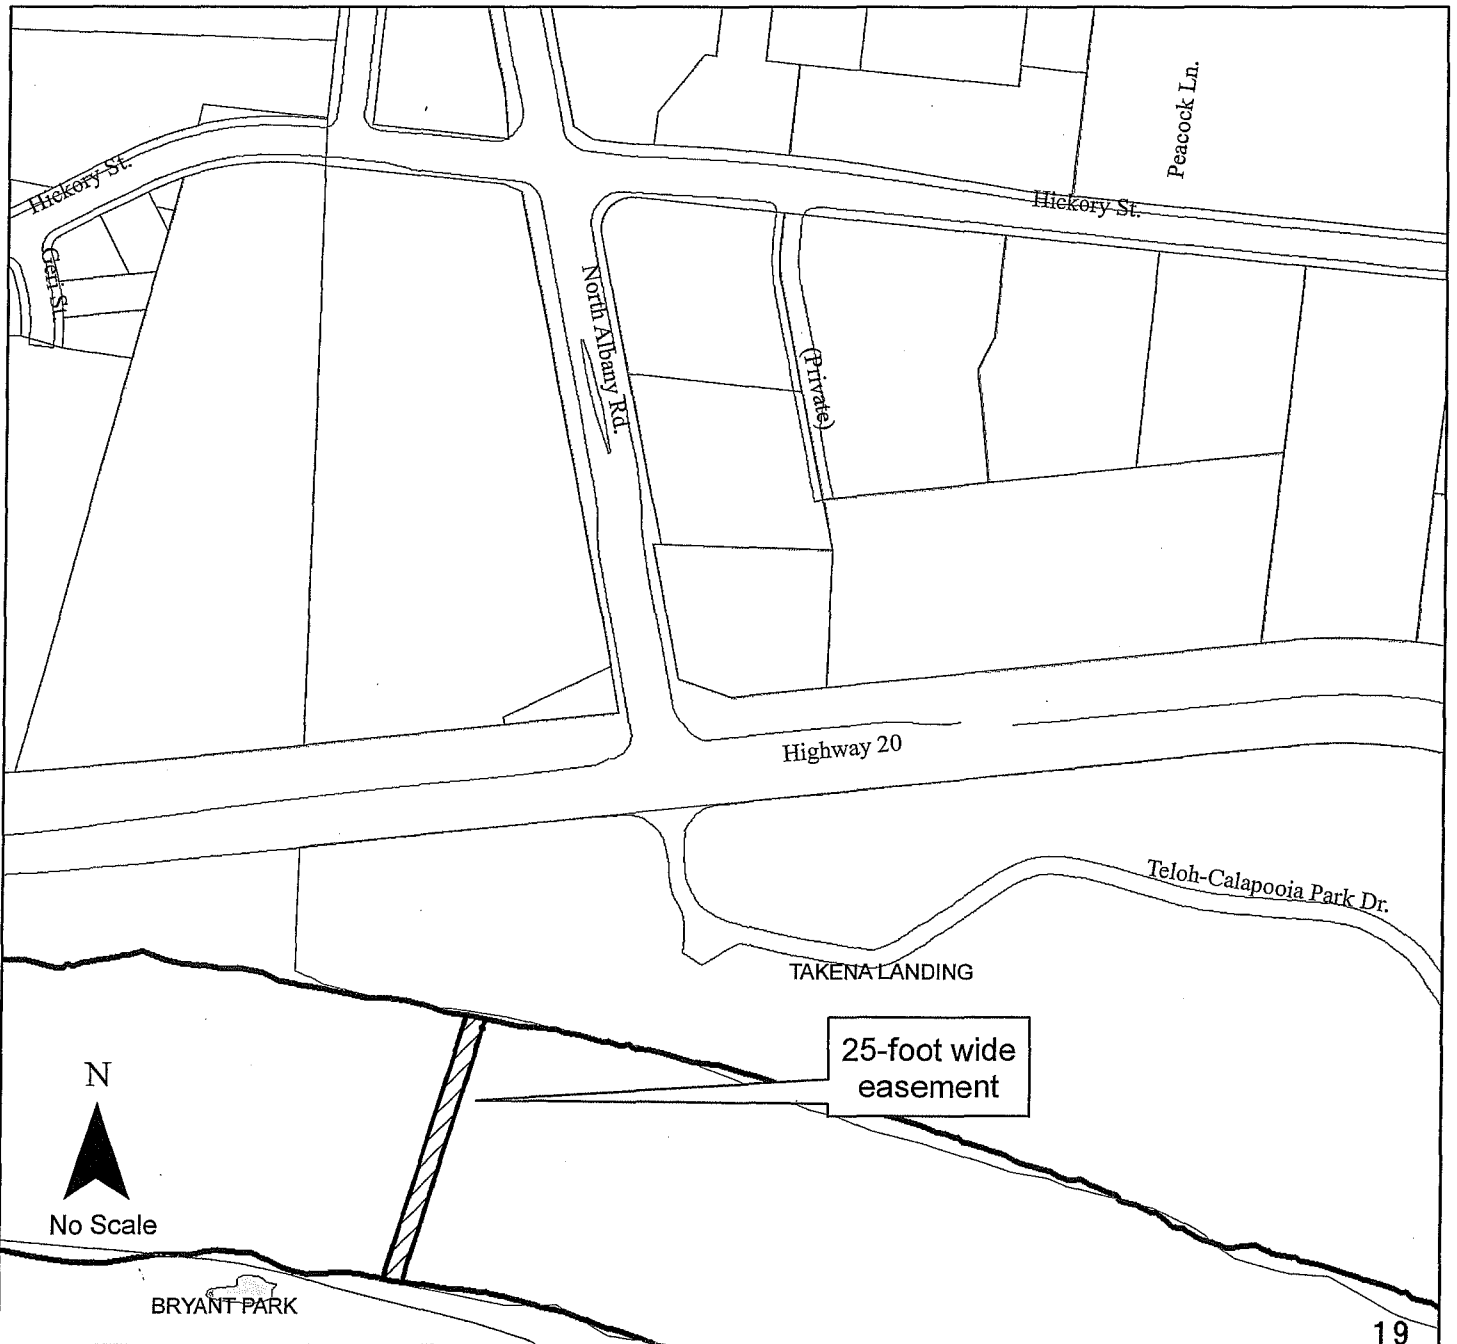 Peacock Ln.
Hickory St.
Hickory St.
Geri St.
North Albany Rd.
(Private)
Highway 20
Teloh-Calapooia Park Dr.
TAKENA LANDING
25-foot wide
easement
N
No Scale
BRYANT PARK
19